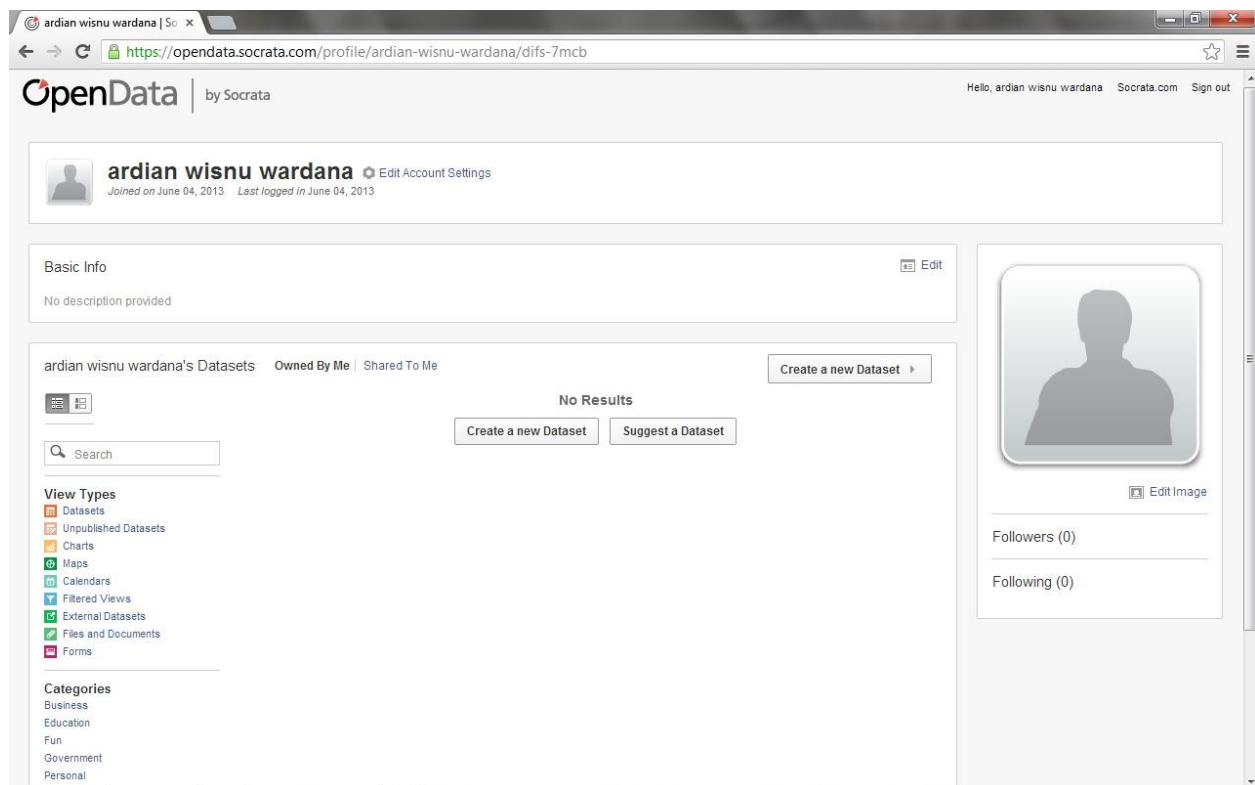 ardian wisnu wardana | So
https://opendata.socrata.com/profile/ardian-wisnu-wardana/difs-7mcb
OpenData | by Socrata
Hello, ardian wisnu wardana Socrata.com Sign out
ardian wisnu wardana Edit Account Settings
Joined on June 04, 2013 Last logged in June 04, 2013
Basic Info
Edit
No description provided
ardian wisnu wardana's Datasets Owned By Me | Shared To Me
Create a new Dataset
No Results
Create a new Dataset Suggest a Dataset
Search
View Types
Datasets
Unpublished Datasets
Charts
Maps
Calendars
Filtered Views
External Datasets
Files and Documents
Forms
Categories
Business
Education
Fun
Government
Personal
Edit Image
Followers (0)
Following (0)